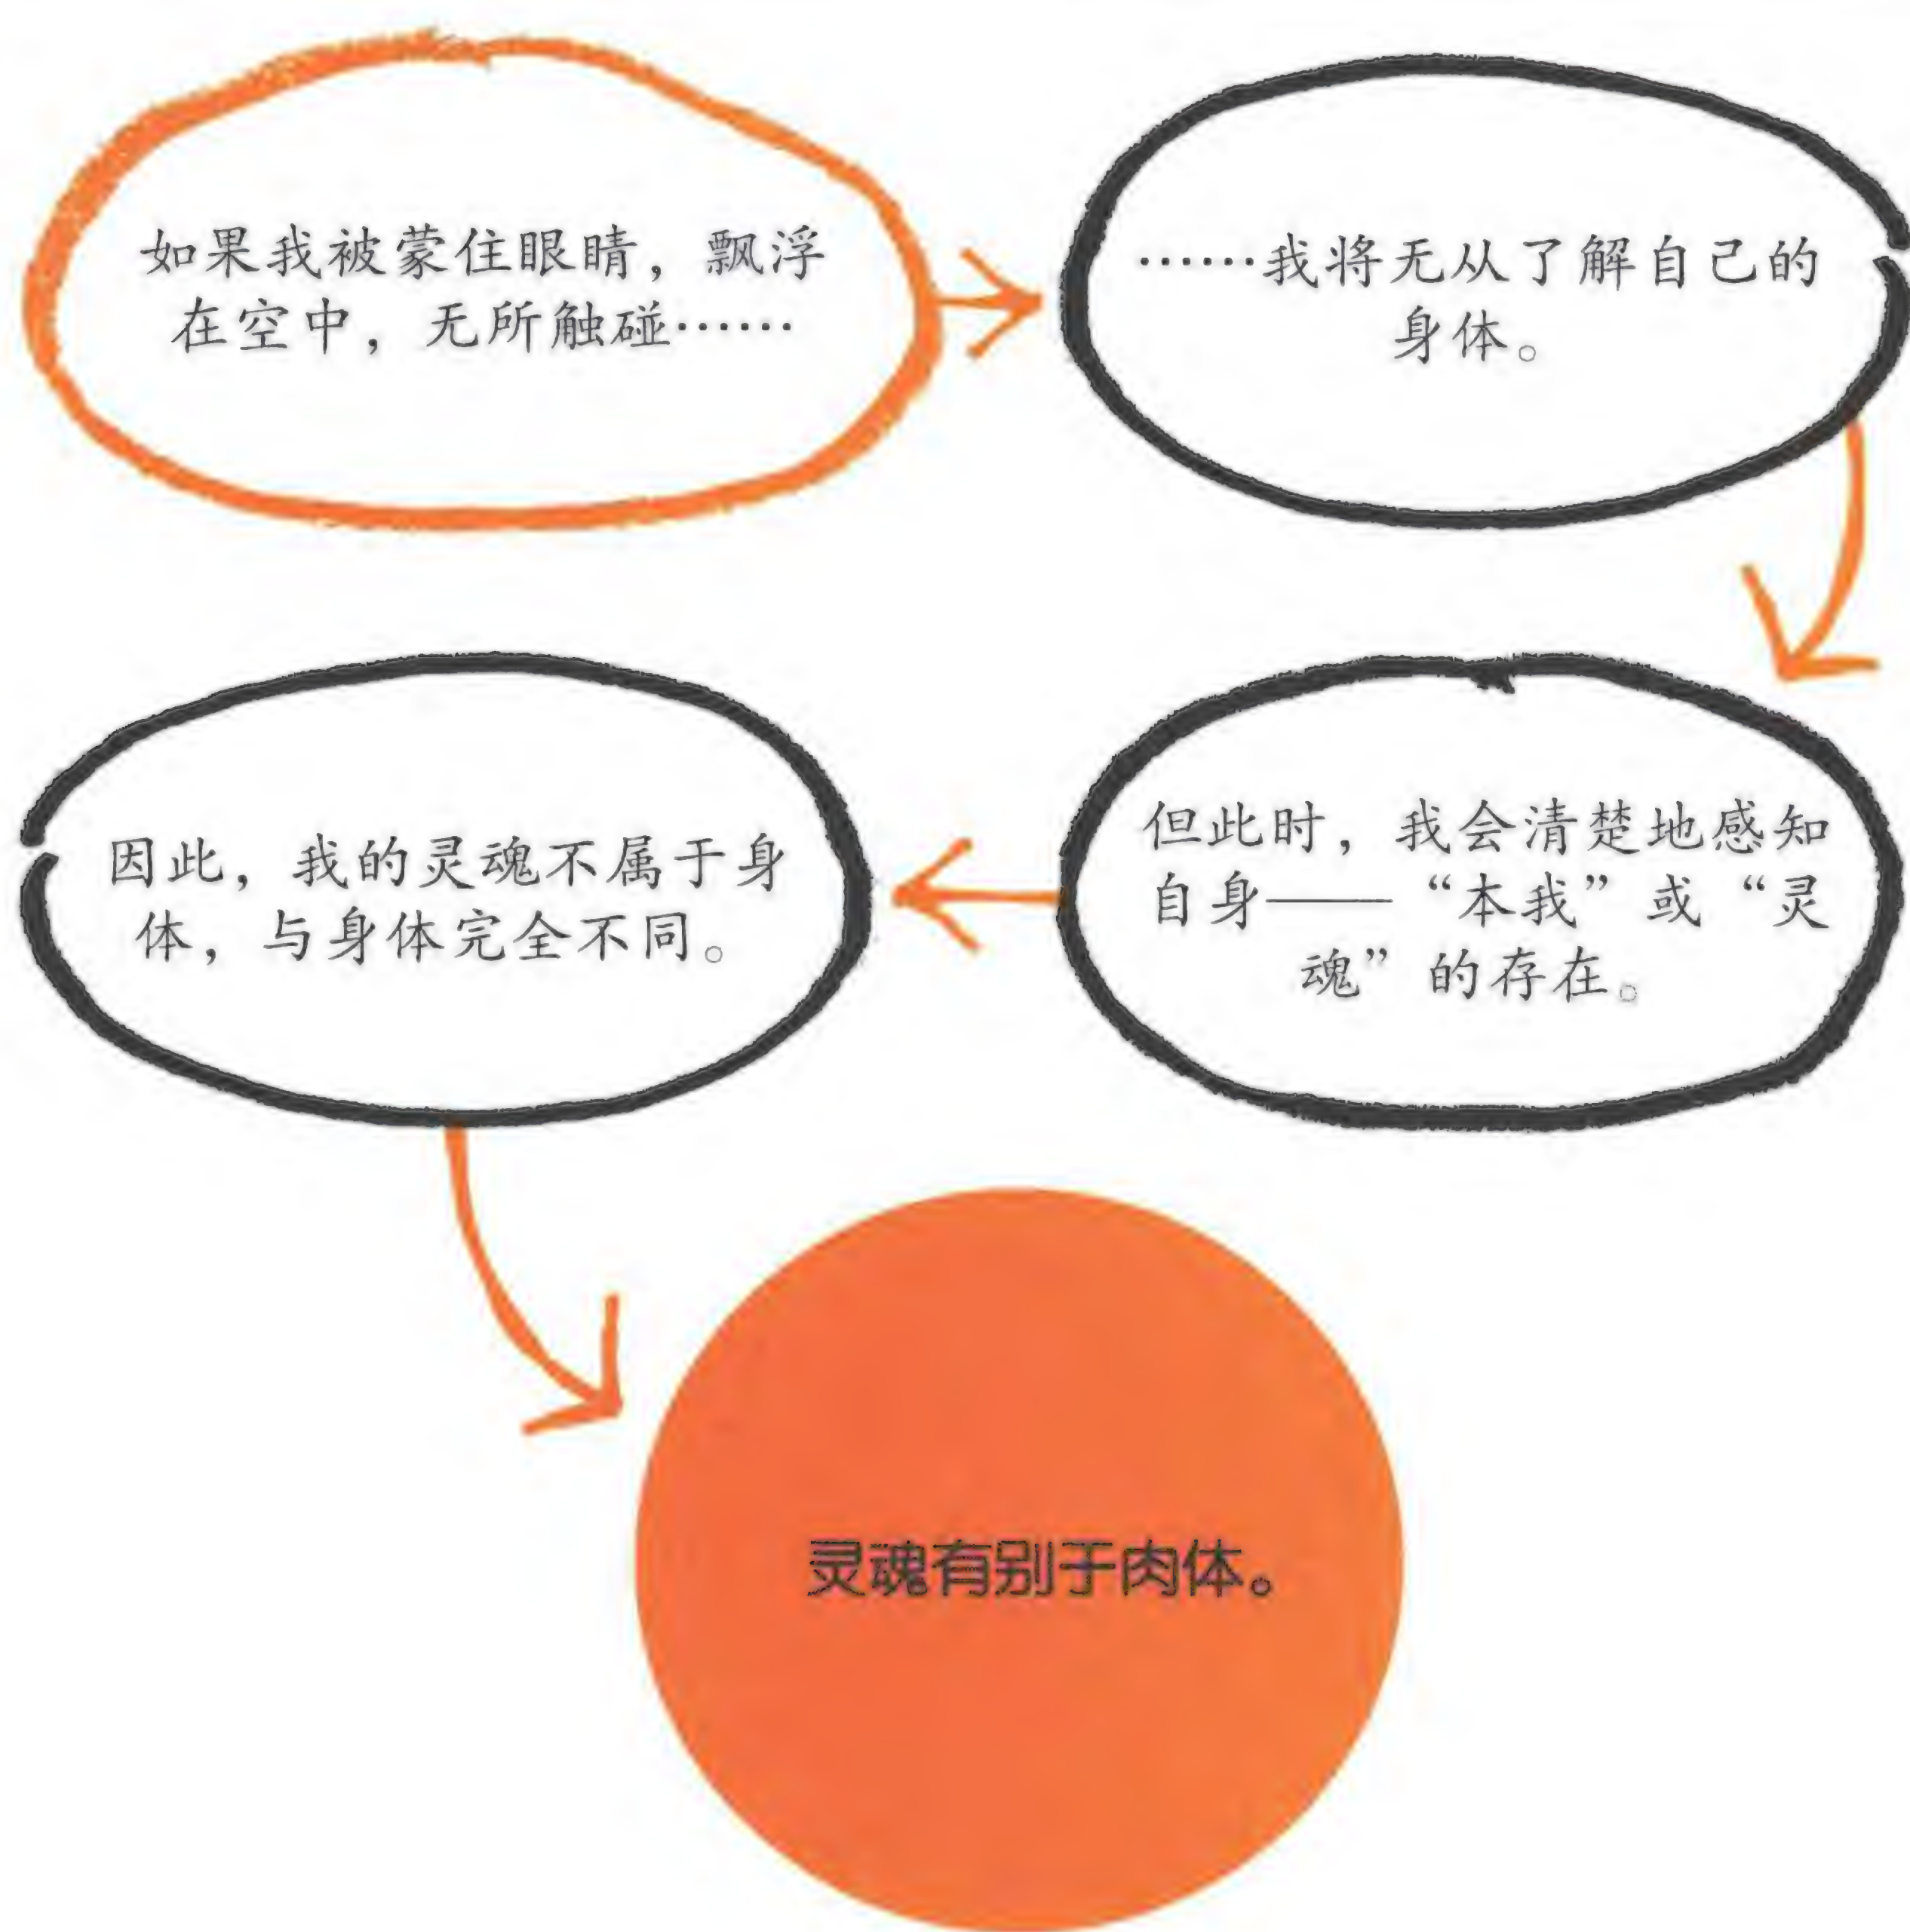 如果我被蒙住眼睛，飘浮
在空中，无所触碰……
……我将无从了解自己的
身体。
但此时，我会清楚地感知
自身——“本我”或“灵
魂”的存在。
因此，我的灵魂不属于身
体，与身体完全不同。
灵魂有别于肉体。